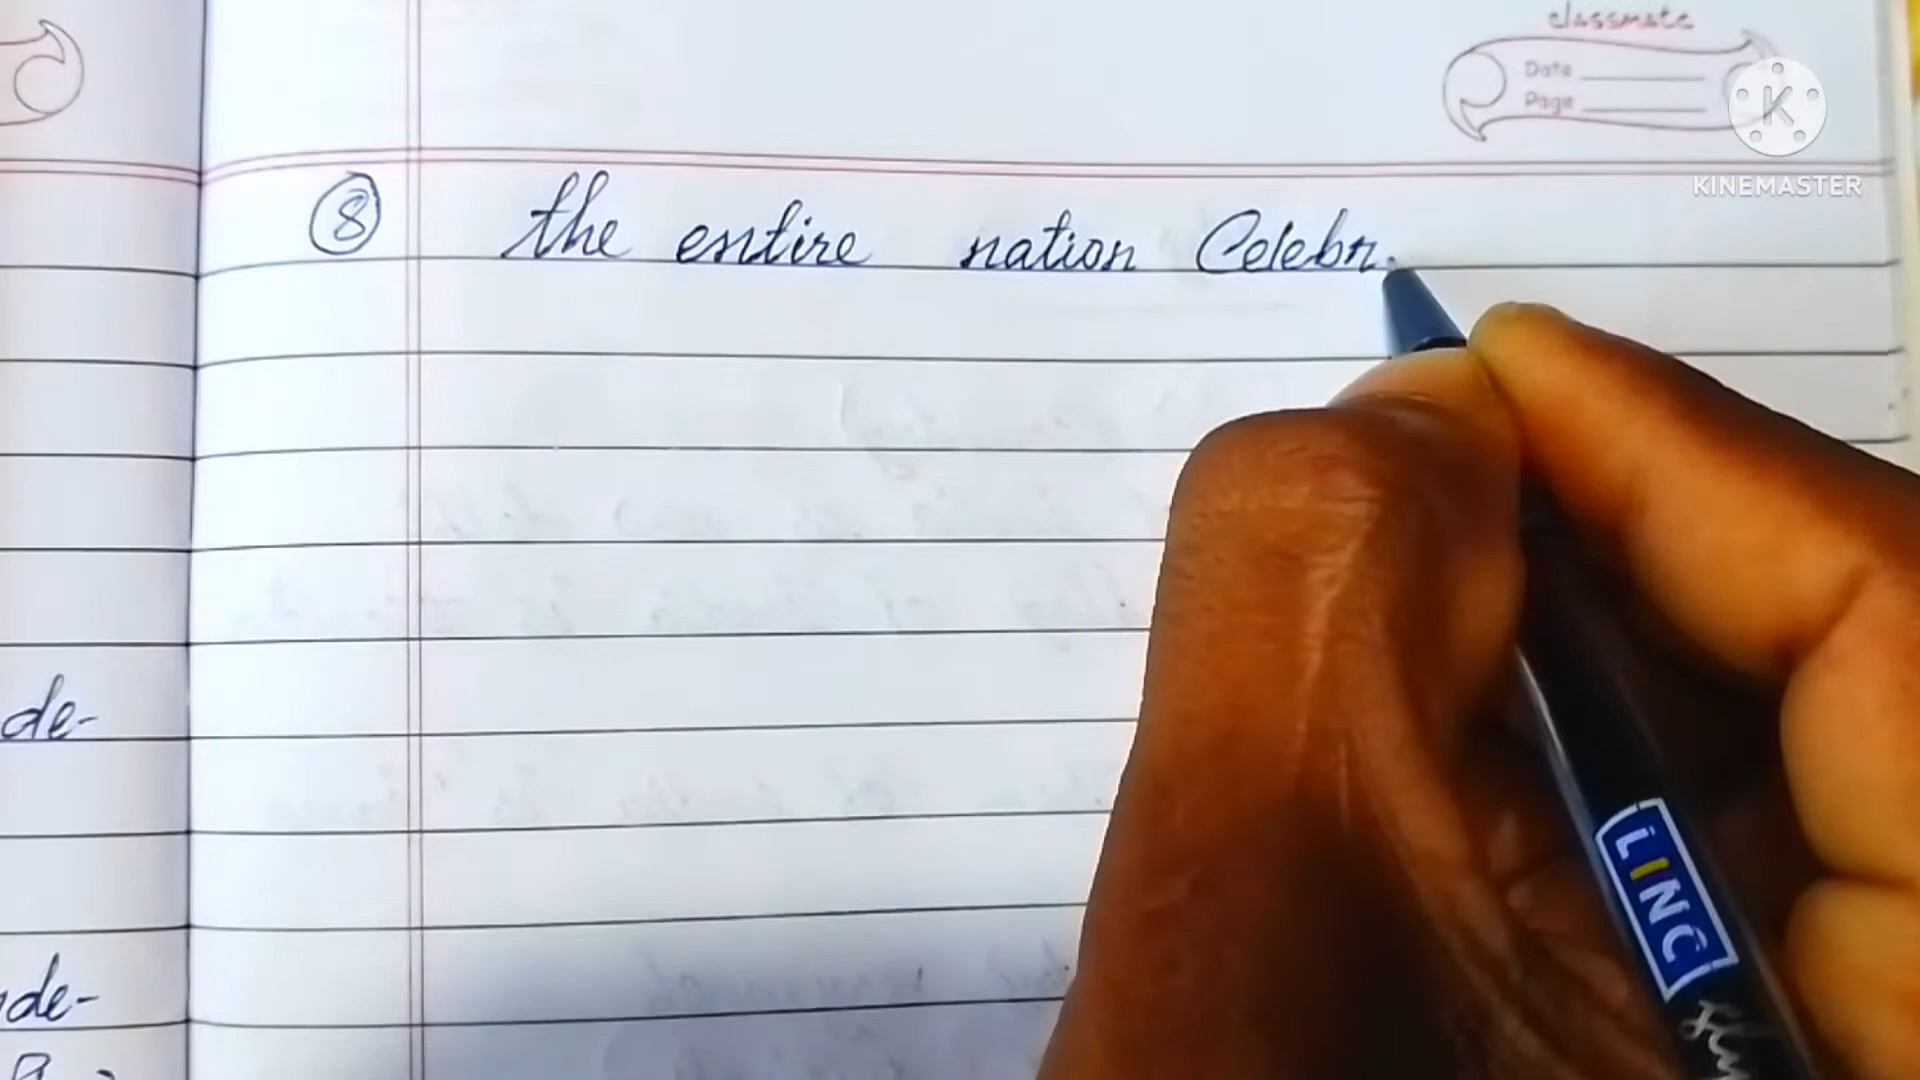 classmate
Date
Page
KINEMASTER
8 the entire nation Celebr
de-
de-
LINC